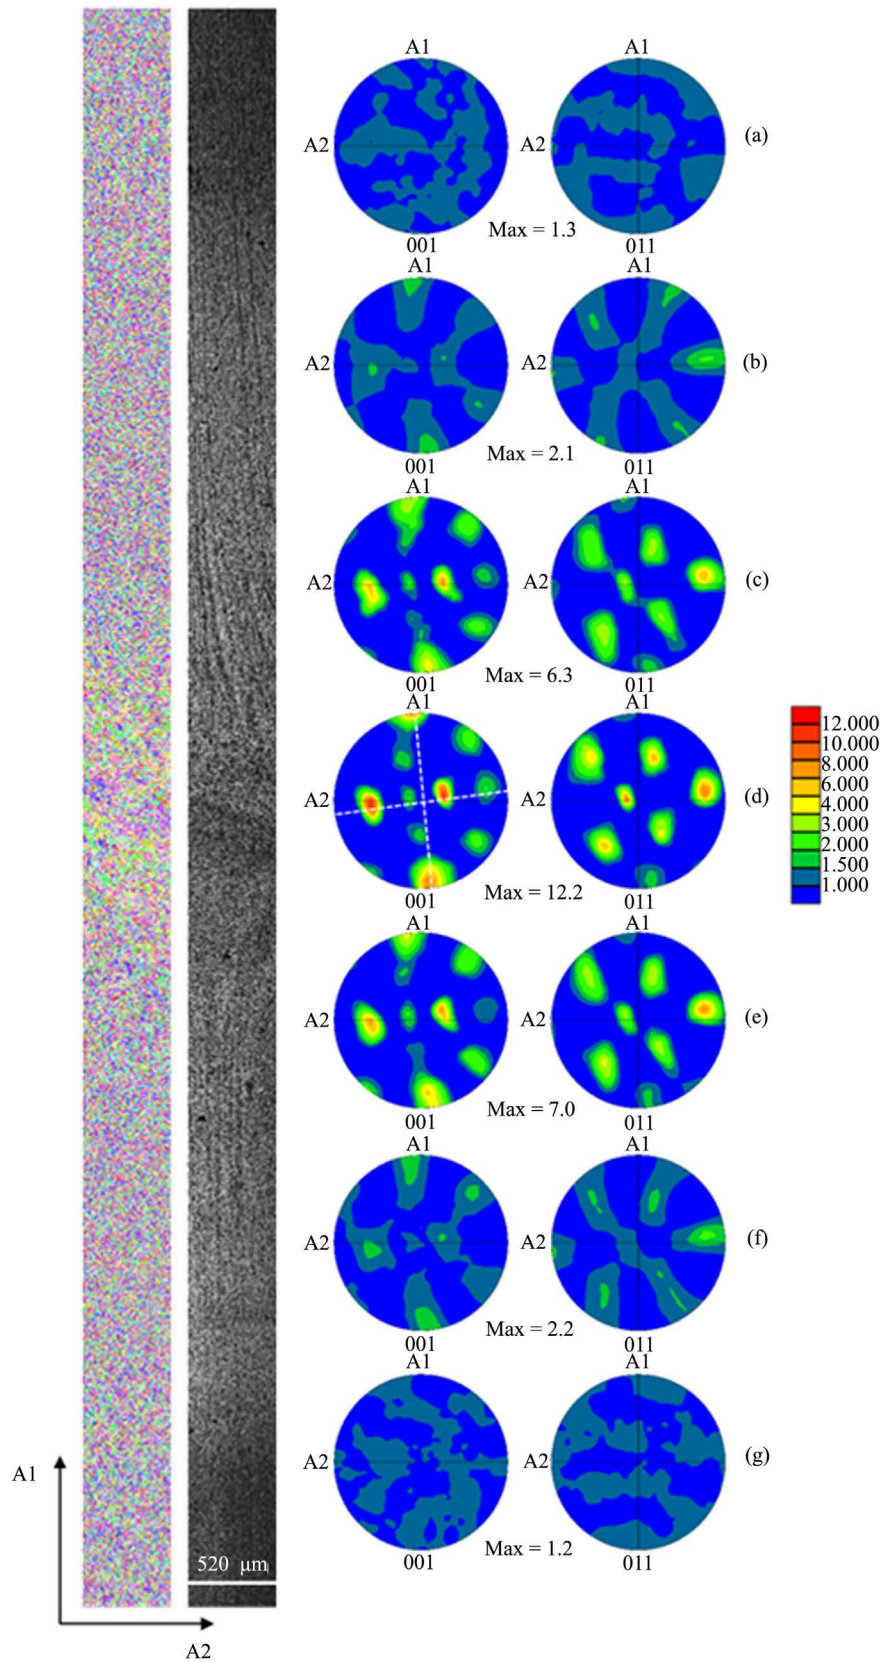 A1 A1
A2 A2 (a)
Max = 1.3
001 011
A1 A1
A2 A2 (b)
Max = 2.1
001 011
A1 A1
A2 A2 (c)
Max = 6.3
001 011
A1 A1
12.000
10.000
8.000
6.000
4.000
3.000
2.000
1.500
1.000
A2 A2 (d)
Max = 12.2
001 011
A1 A1
A2 A2 (e)
Max = 7.0
001 011
A1 A1
A2 A2 (f)
Max = 2.2
001 011
A1 A1
A2 A2 (g)
Max = 1.2
001 011
A1
520 μm
A2